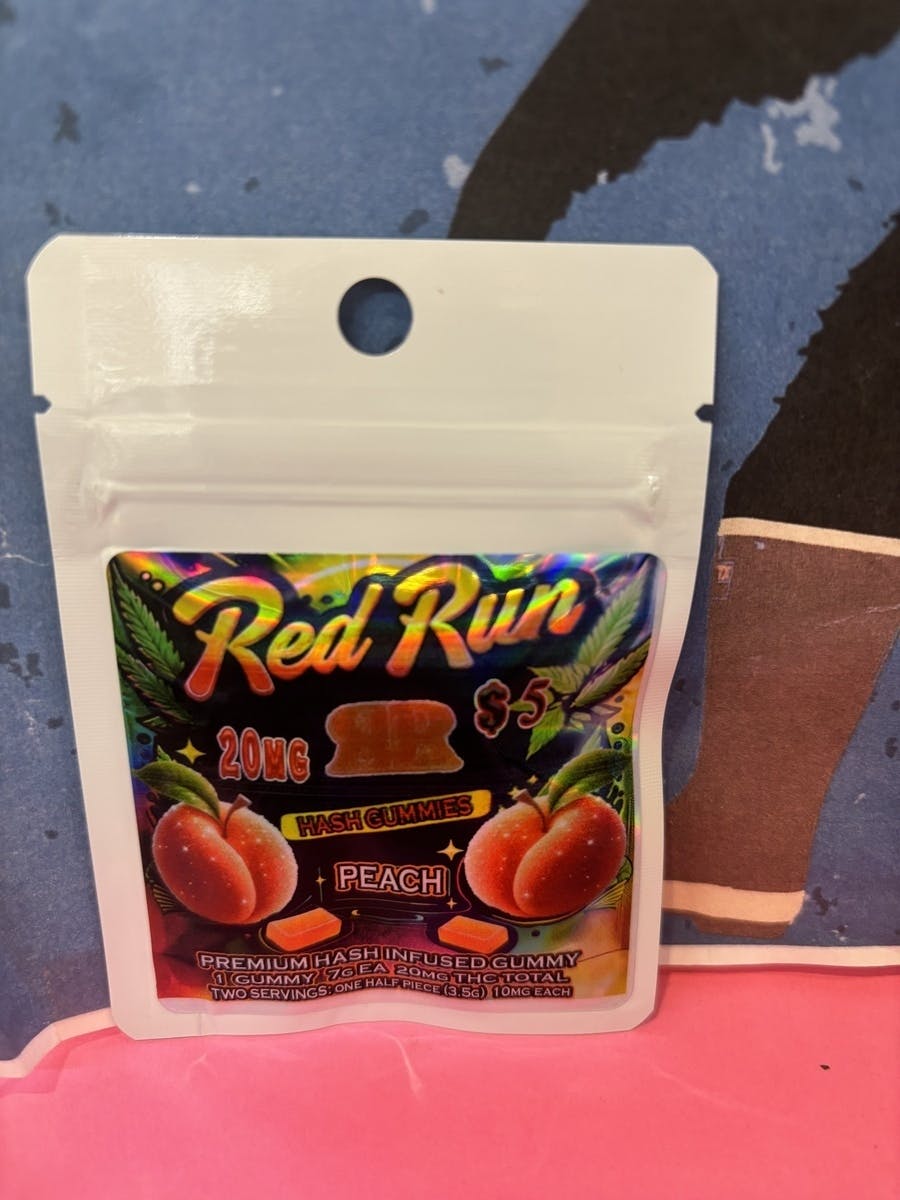 Red Run
$5
20MG
HASH GUMMIES
PEACH
PREMIUM HASH INFUSED GUMMY
1 GUMMY 7G EA 20MG THC TOTAL
TWO SERVINGS: ONE HALF PIECE (3.5G) 10MG EACH